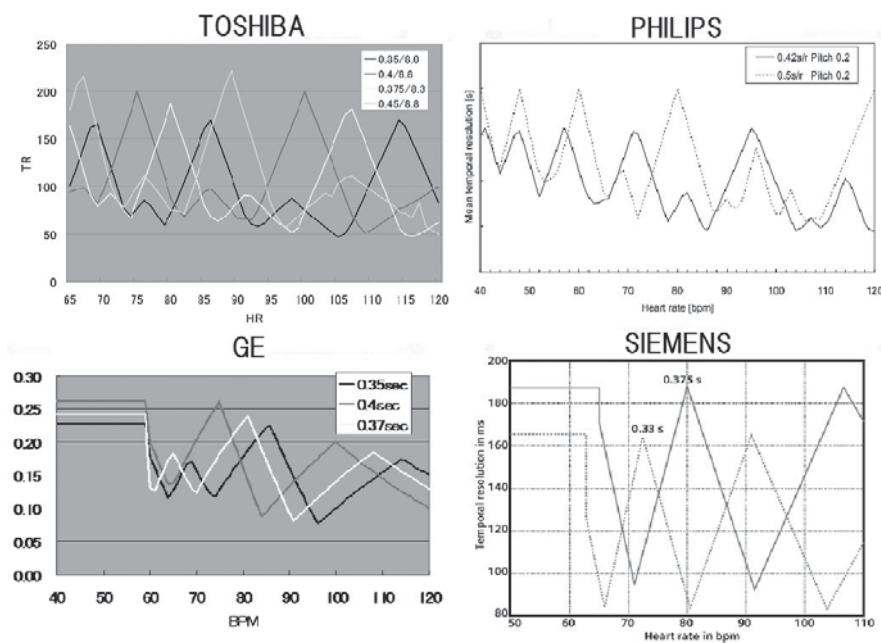 TOSHIBA
250
200
150
100
50
0
TR
0.35/8.0
0.4/8.8
0.375/8.3
0.45/8.8
65 70 75 80 85 90 95 100 105 110 115 120
HR
PHILIPS
Mean temporal resolution [s]
0.42s/r Pitch 0.2
0.5s/r Pitch 0.2
40 50 60 70 80 90 100 110 120
Heart rate [bpm]
GE
0.30
0.25
0.20
0.15
0.10
0.05
0.00
0.35sec
0.4sec
0.37sec
40 50 60 70 80 90 100 110 120
BPM
SIEMENS
Temporal resolution in ms
200
180
160
140
120
100
80
0.375 s
0.33 s
50 60 70 80 90 100 110
Heart rate in bpm